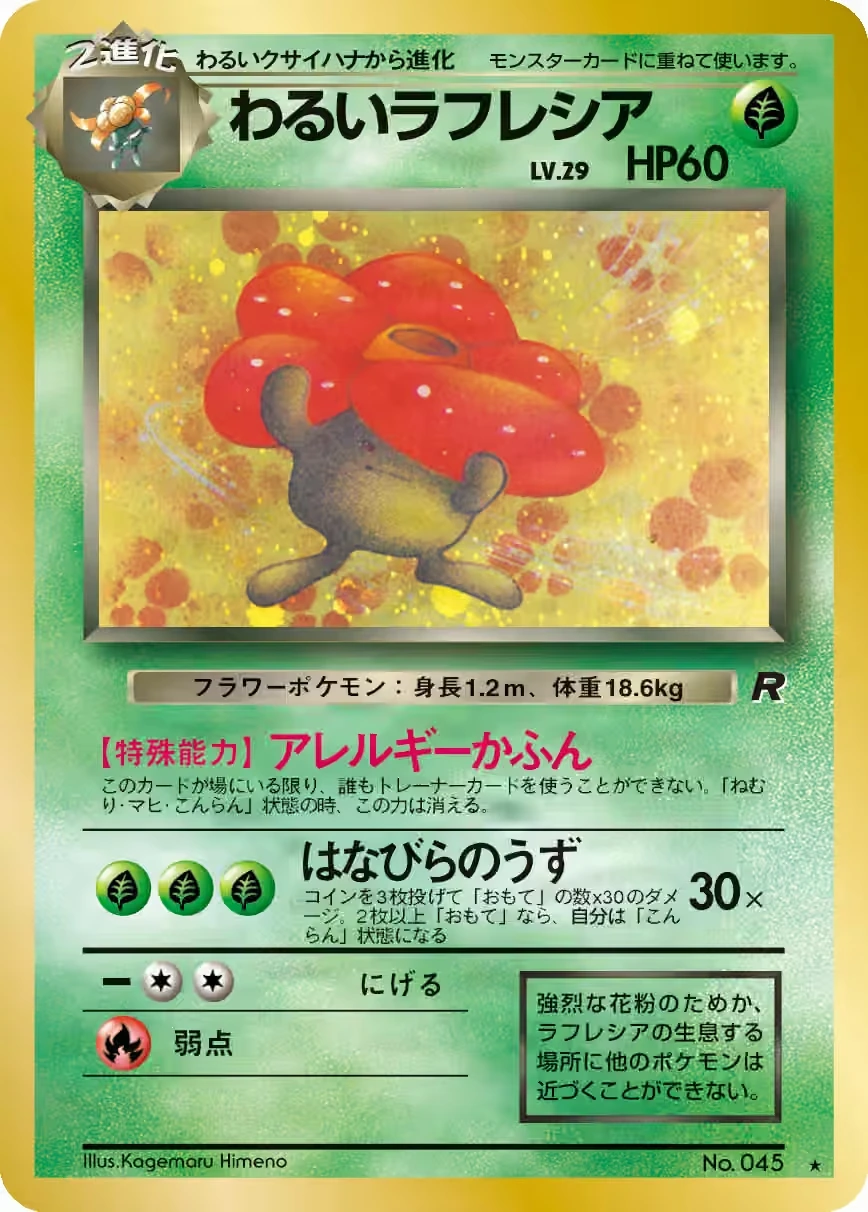 2進化 わるいクサイハナから進化 モンスターカードに重ねて使います。
わるいラフレシア
LV.29 HP60
フラワーポケモン：身長1.2m、体重18.6kg R
【特殊能力】アレルギーかふん
このカードが場にいる限り、誰もトレーナーカードを使うことができない。「ねむ
り・マヒ・こんらん」状態の時、この力は消える。
はなびらのうず
コインを3枚投げて「おもて」の数x30のダメ
ージ。2枚以上「おもて」なら、自分は「こん
らん」状態になる
30×
にげる
弱点
強烈な花粉のためか、
ラフレシアの生息する
場所に他のポケモンは
近づくことができない。
Illus.Kagemaru Himeno No. 045 ★